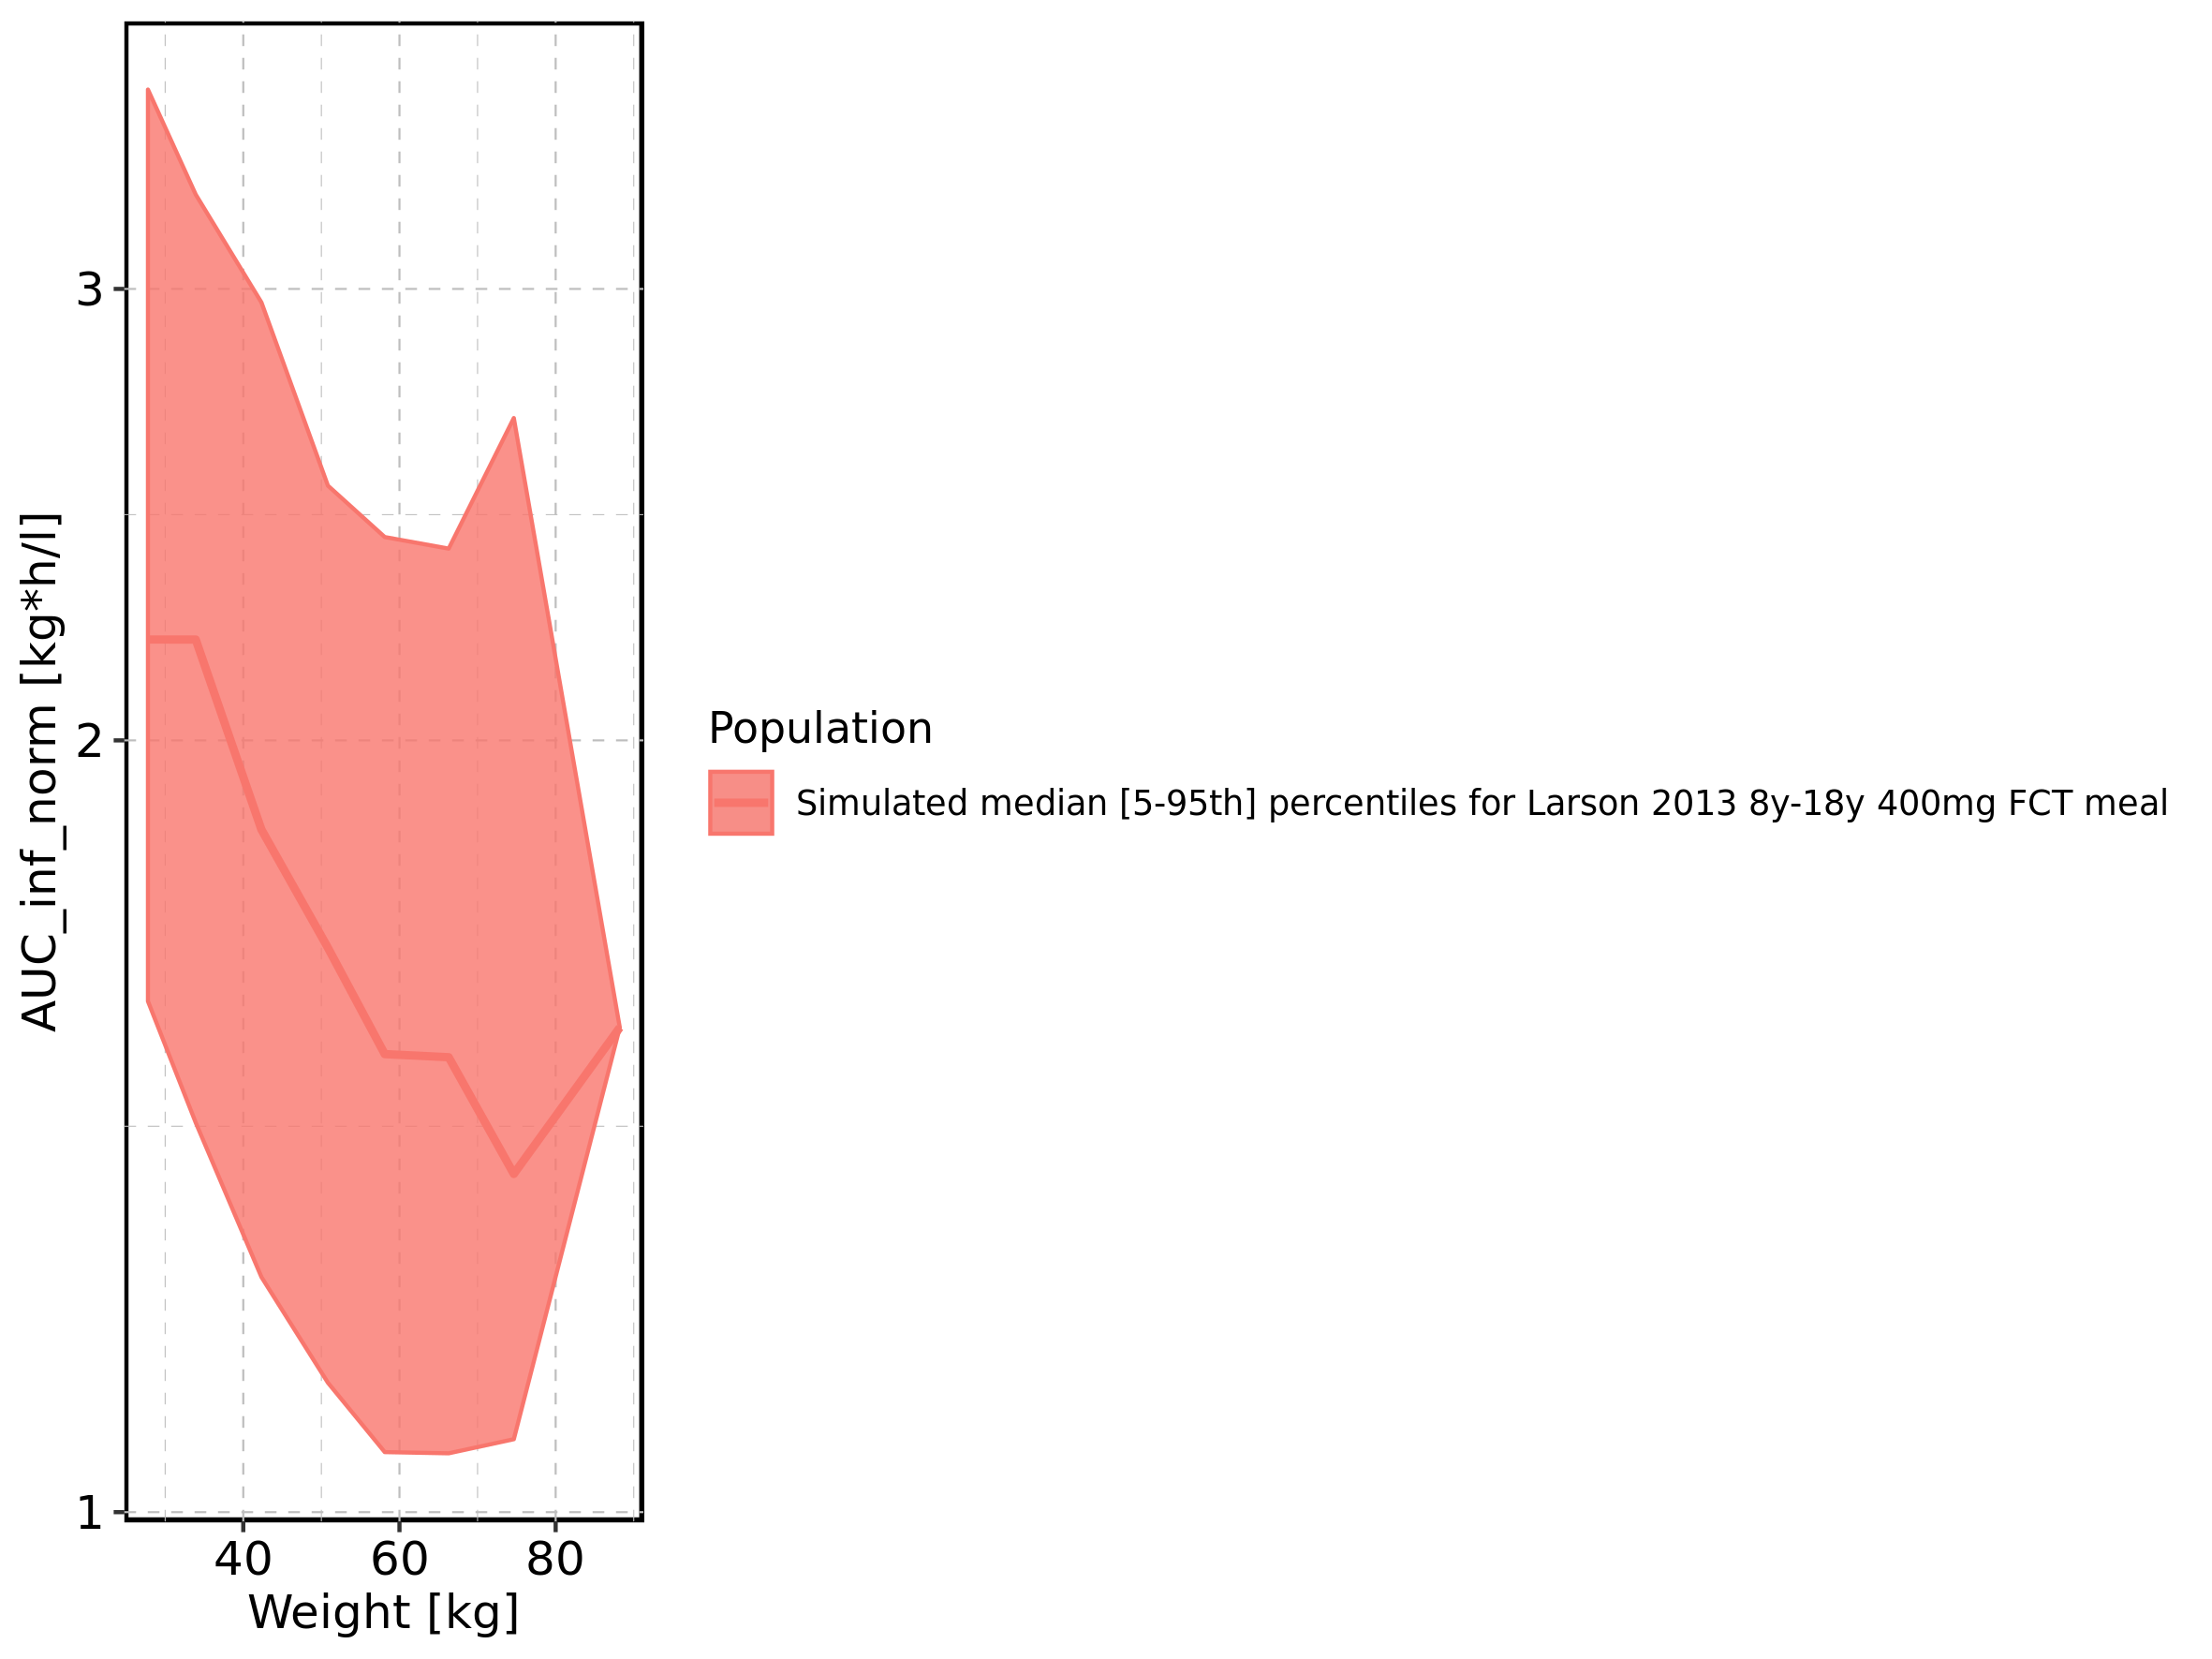 AUC_inf_norm [kg*h/l]
3
2
1
40 60 80
Weight [kg]
Population
Simulated median [5-95th] percentiles for Larson 2013 8y-18y 400mg FCT meal